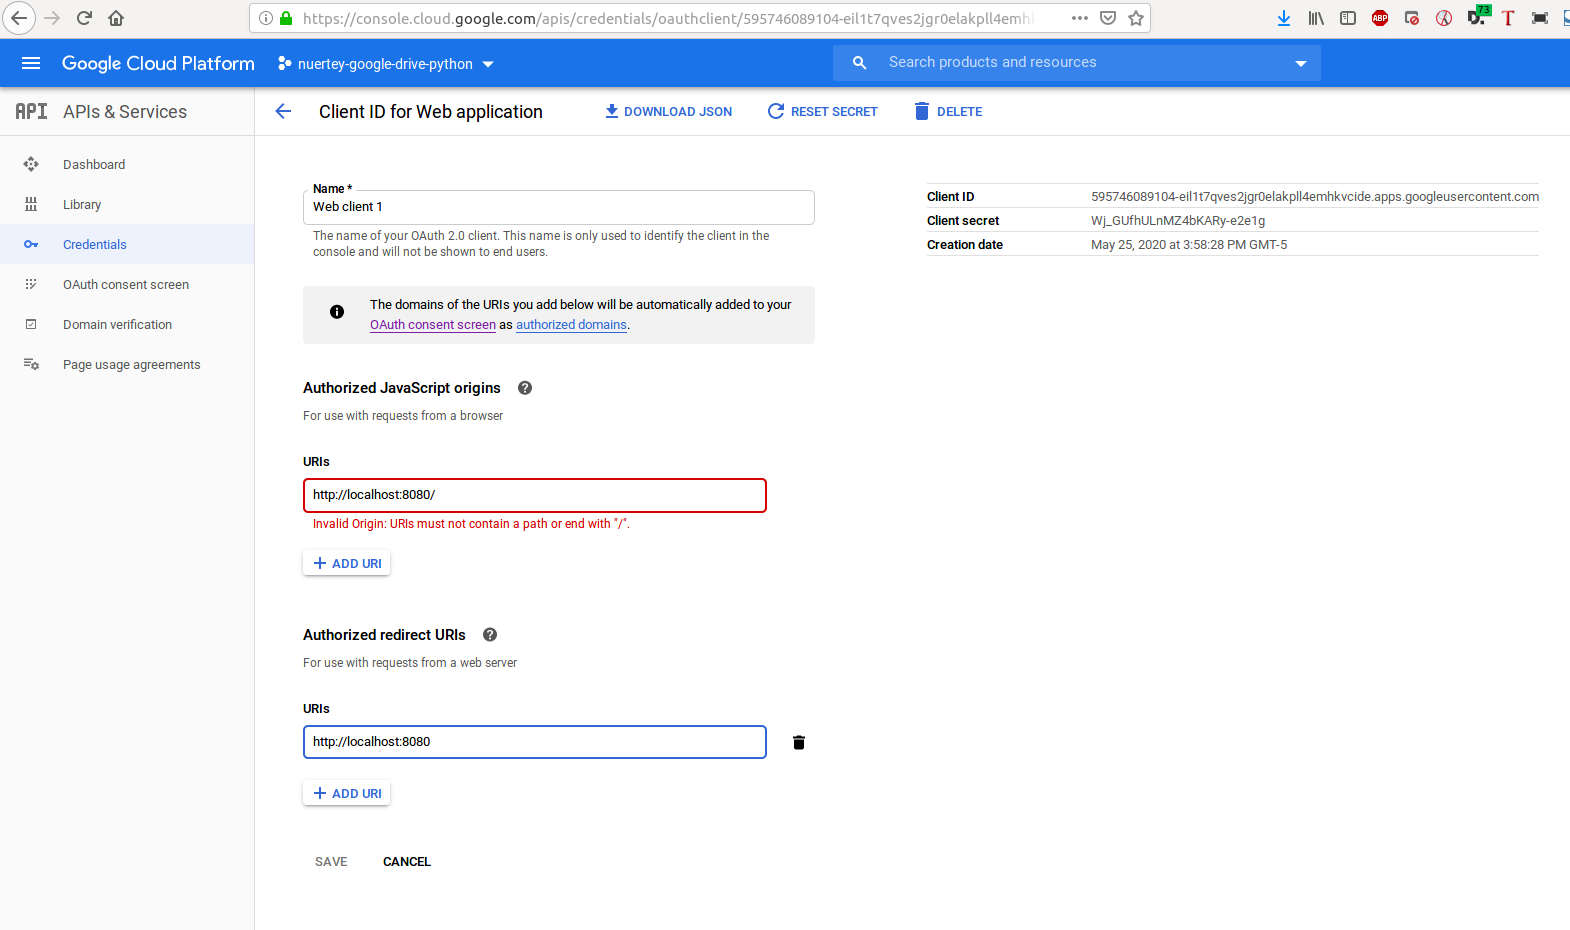 https://console.cloud.google.com/apis/credentials/oauthclient/595746089104-eil1t7qves2jgr0elakpll4emhk
ABP
73
Google Cloud Platform
nuertey-google-drive-python
Search products and resources
API APIs & Services
Client ID for Web application
DOWNLOAD JSON
RESET SECRET
DELETE
Dashboard
Library
Credentials
OAuth consent screen
Domain verification
Page usage agreements
Name *
Web client 1
The name of your OAuth 2.0 client. This name is only used to identify the client in the
console and will not be shown to end users.
The domains of the URIs you add below will be automatically added to your
OAuth consent screen as authorized domains.
Authorized JavaScript origins
For use with requests from a browser
URIs
http://localhost:8080/
Invalid Origin: URIs must not contain a path or end with "/".
ADD URI
Authorized redirect URIs
For use with requests from a web server
URIs
http://localhost:8080
ADD URI
SAVE
CANCEL
Client ID 595746089104-eil1t7qves2jgr0elakpll4emhkvcide.apps.googleusercontent.com
Client secret Wj_GUfhULnMZ4bKARy-e2e1g
Creation date May 25, 2020 at 3:58:28 PM GMT-5